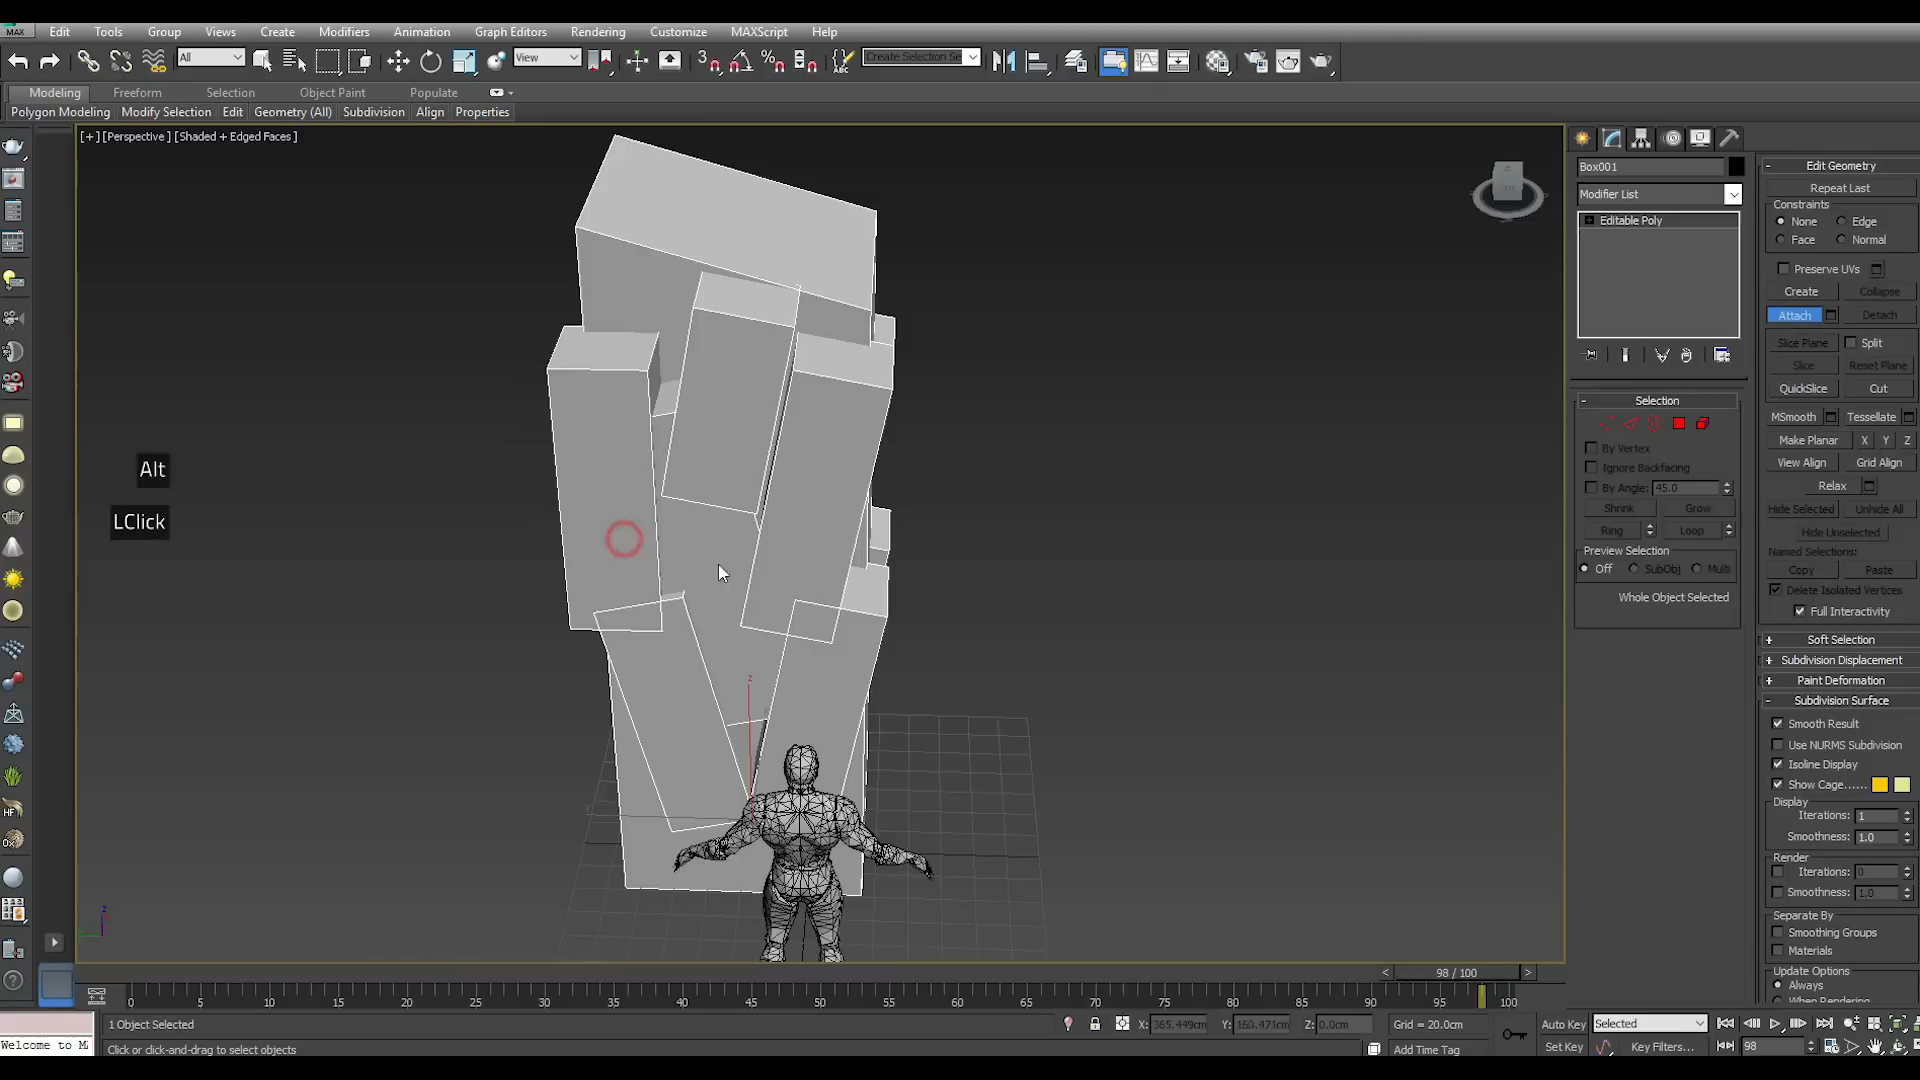 MAX Edit Tools Group Views Create Modifiers Animation Graph Editors Rendering Customize MAXScript Help
All View Create Selection Se
Modeling Freeform Selection Object Paint Populate
Polygon Modeling Modify Selection Edit Geometry (All) Subdivision Align Properties
[+] [Perspective] [Shaded + Edged Faces]
Alt
LClick
z
z
Box001
Modifier List
Editable Poly
Selection
By Vertex
Ignore Backfacing
By Angle: 45.0
Shrink Grow
Ring Loop
Preview Selection
Off SubObj Multi
Whole Object Selected
Edit Geometry
Repeat Last
Constraints
None Edge
Face Normal
Preserve UVs
Create Collapse
Attach Detach
Slice Plane Split
Slice Reset Plane
QuickSlice Cut
MSmooth Tessellate
Make Planar X Y Z
View Align Grid Align
Relax
Hide Selected Unhide All
Hide Unselected
Named Selections:
Copy Paste
Delete Isolated Vertices
Full Interactivity
Soft Selection
Subdivision Displacement
Paint Deformation
Subdivision Surface
Smooth Result
Use NURMS Subdivision
Isoline Display
Show Cage......
Display
Iterations: 1
Smoothness: 1.0
Render
Iterations: 0
Smoothness: 1.0
Separate By
Smoothing Groups
Materials
Update Options
Always
When Rendering
< 98 / 100 >
0 5 10 15 20 25 30 35 40 45 50 55 60 65 70 75 80 85 90 95 100
1 Object Selected X: 365.449cm Y: 160.471cm Z: 0.0cm Grid = 20.0cm Auto Key Selected
Welcome to MA Click or click-and-drag to select objects Add Time Tag Set Key Key Filters... 98